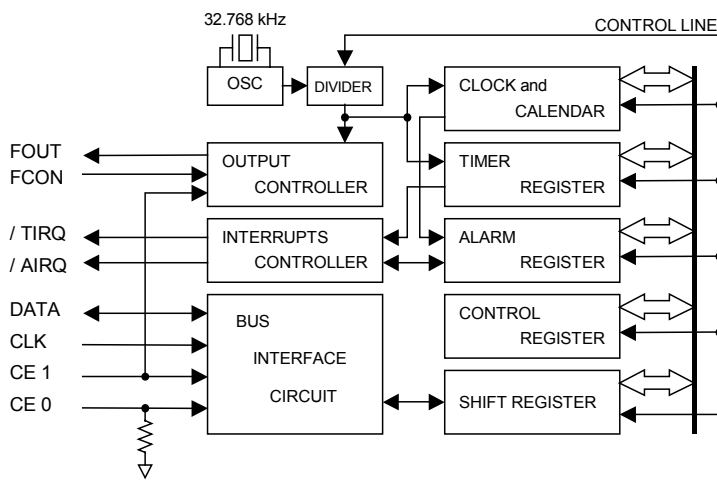 32.768 kHz
CONTROL LINE
OSC
DIVIDER
CLOCK and
CALENDAR
FOUT
FCON
OUTPUT
CONTROLLER
TIMER
REGISTER
/ TIRQ
/ AIRQ
INTERRUPTS
CONTROLLER
ALARM
REGISTER
DATA
CLK
CE 1
CE 0
BUS
INTERFACE
CIRCUIT
CONTROL
REGISTER
SHIFT REGISTER